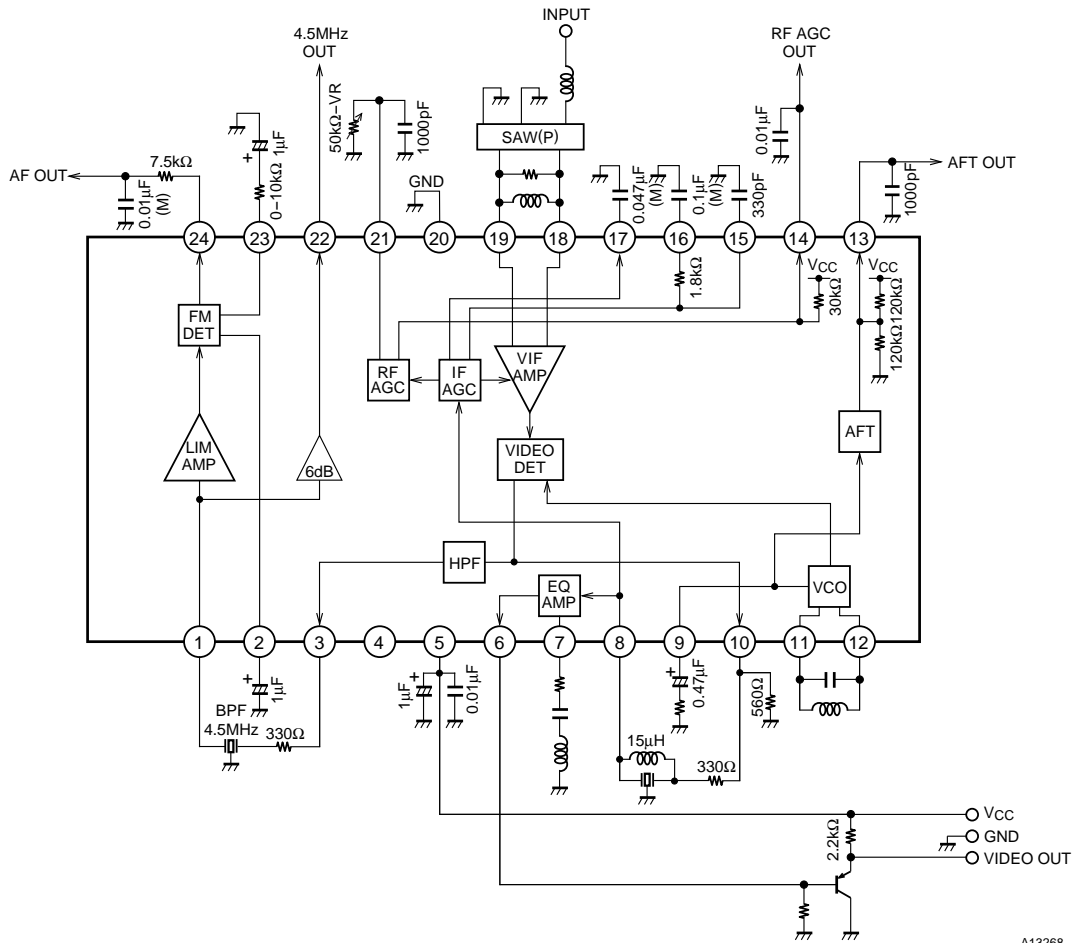 INPUT
4.5MHz
OUT
RF AGC
OUT
50kΩ−VR
1000pF
SAW(P)
0.01µF
+
1µF
0−10kΩ
7.5kΩ
AF OUT
0.01µF
(M)
GND
0.047µF
(M)
0.1µF
(M)
330pF
AFT OUT
1000pF
24
23
22
21
20
19
18
17
16
15
14
13
1.8kΩ
VCC
30kΩ
VCC
120kΩ
120kΩ
FM
DET
RF
AGC
IF
AGC
VIF
AMP
AFT
LIM
AMP
6dB
VIDEO
DET
HPF
EQ
AMP
VCO
1
2
3
4
5
6
7
8
9
10
11
12
+
1µF
+
1µF
0.01µF
+
0.47µF
560Ω
BPF
4.5MHz
330Ω
15µH
330Ω
VCC
2.2kΩ
GND
VIDEO OUT
A13268